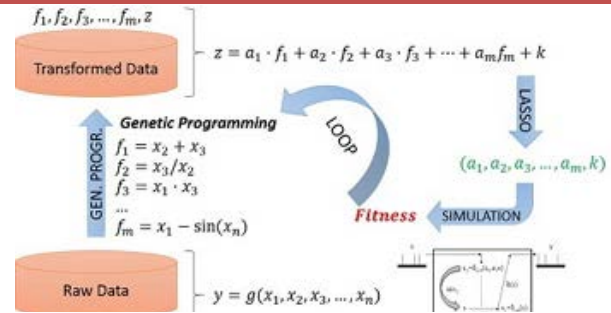 f₁, f₂, f₃, ..., fₘ, z
Transformed Data
z = a₁ · f₁ + a₂ · f₂ + a₃ · f₃ + ⋯ + aₘfₘ + k
GEN. PROGR.
Genetic Programming
f₁ = x₂ + x₃
f₂ = x₃/x₂
f₃ = x₁ · x₃
...
fₘ = x₁ − sin(xₙ)
LOOP
LASSO
(a₁, a₂, a₃, ..., aₘ, k)
Fitness
SIMULATION
Raw Data
y = g(x₁, x₂, x₃, ..., xₙ)